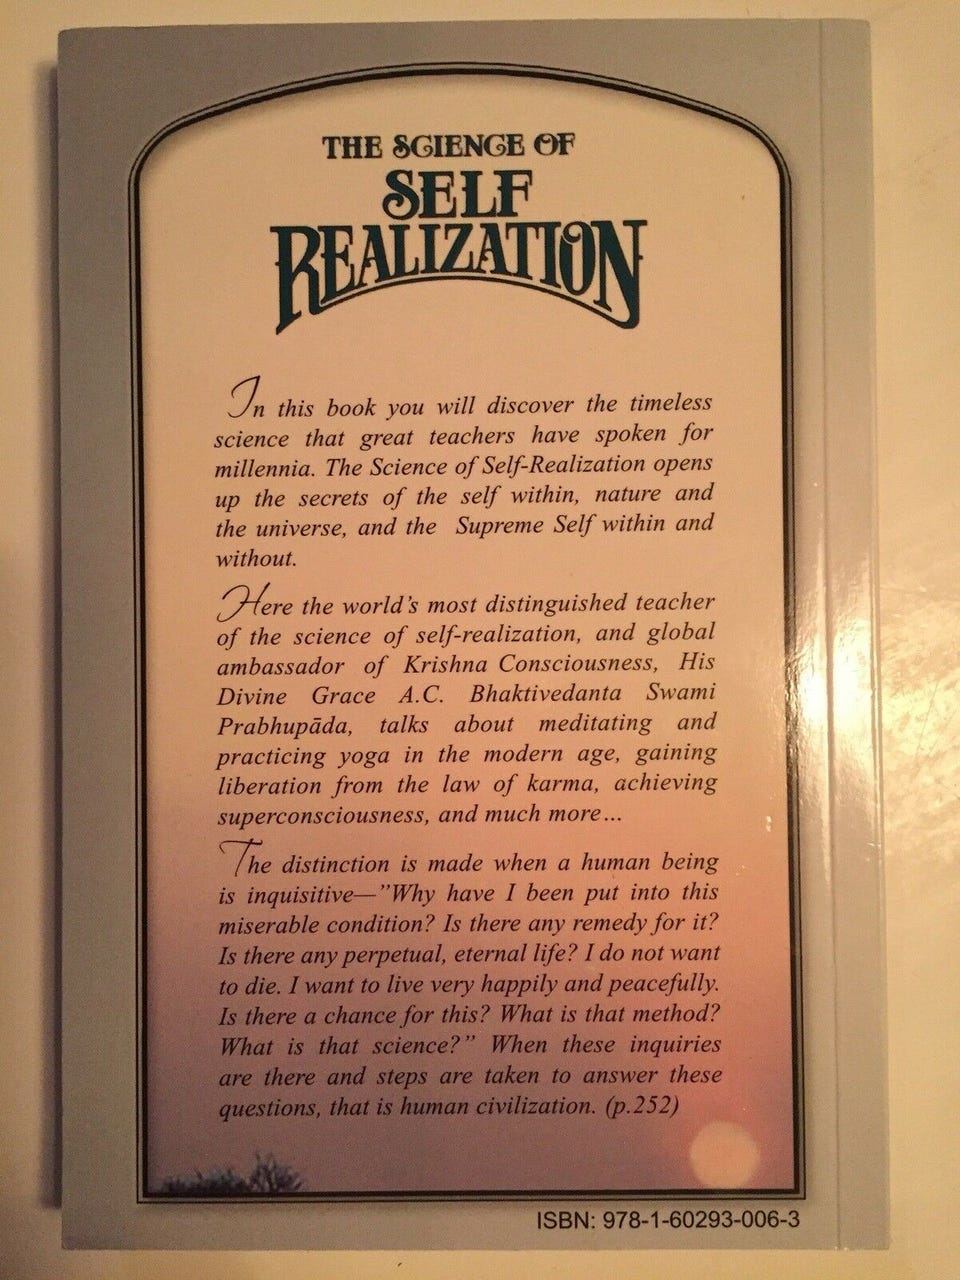 THE SCIENCE OF
SELF
REALIZATION
In this book you will discover the timeless
science that great teachers have spoken for
millennia. The Science of Self-Realization opens
up the secrets of the self within, nature and
the universe, and the Supreme Self within and
without.
Here the world's most distinguished teacher
of the science of self-realization, and global
ambassador of Krishna Consciousness, His
Divine Grace A.C. Bhaktivedanta Swami
Prabhupāda, talks about meditating and
practicing yoga in the modern age, gaining
liberation from the law of karma, achieving
superconsciousness, and much more...
The distinction is made when a human being
is inquisitive—"Why have I been put into this
miserable condition? Is there any remedy for it?
Is there any perpetual, eternal life? I do not want
to die. I want to live very happily and peacefully.
Is there a chance for this? What is that method?
What is that science?" When these inquiries
are there and steps are taken to answer these
questions, that is human civilization. (p.252)
ISBN: 978-1-60293-006-3